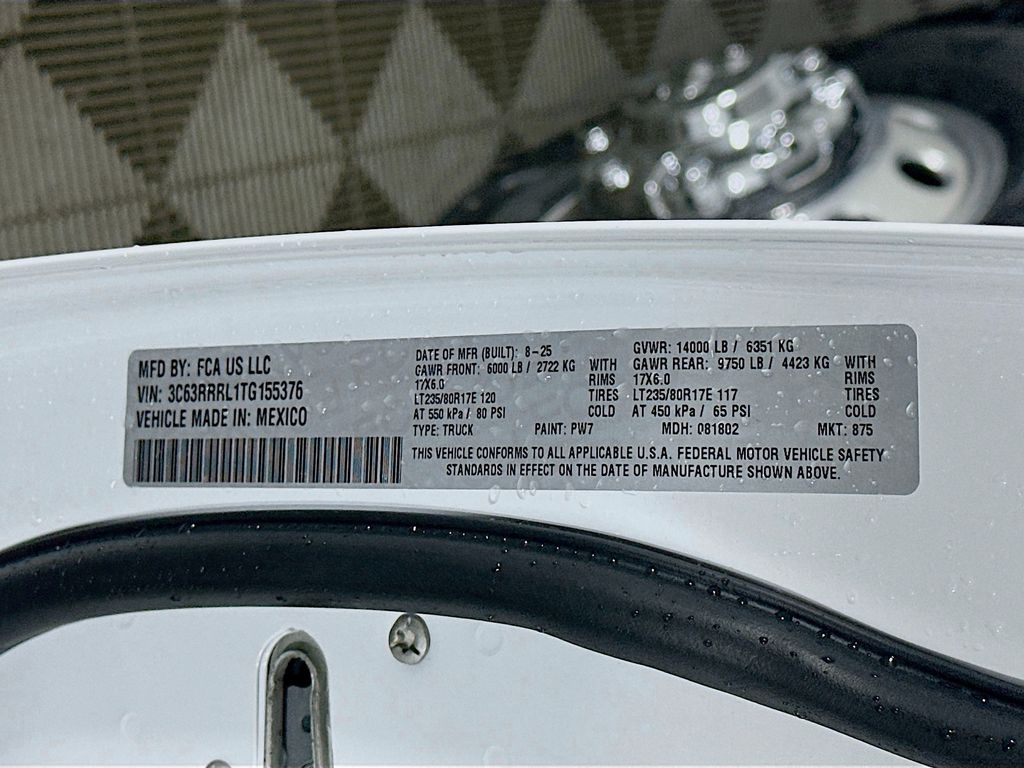 MFD BY: FCA US LLC
VIN: 3C63RRRL1TG155376
VEHICLE MADE IN: MEXICO
DATE OF MFR (BUILT): 8-25
GAWR FRONT: 6000 LB / 2722 KG WITH
17X6.0 RIMS
LT235/80R17E 120 TIRES
AT 550 kPa / 80 PSI COLD
TYPE: TRUCK PAINT: PW7
GVWR: 14000 LB / 6351 KG
GAWR REAR: 9750 LB / 4423 KG WITH
17X6.0 RIMS
LT235/80R17E 117 TIRES
AT 450 kPa / 65 PSI COLD
MDH: 081802 MKT: 875
THIS VEHICLE CONFORMS TO ALL APPLICABLE U.S.A. FEDERAL MOTOR VEHICLE SAFETY
STANDARDS IN EFFECT ON THE DATE OF MANUFACTURE SHOWN ABOVE.